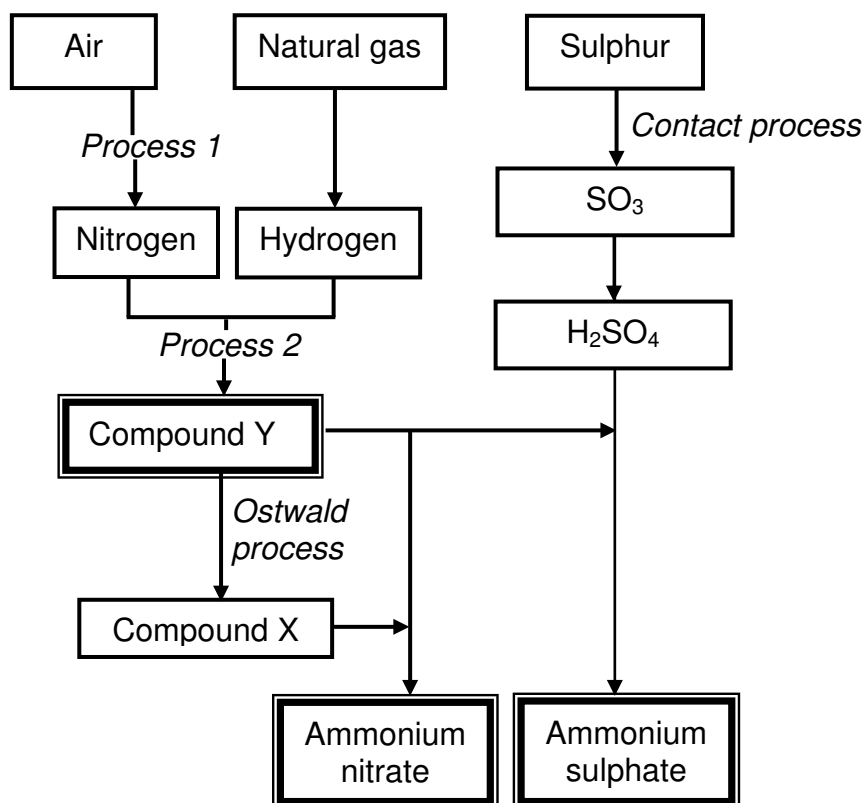 Air
Natural gas
Sulphur
Process 1
Contact process
Nitrogen
Hydrogen
SO₃
Process 2
H₂SO₄
Compound Y
Ostwald
process
Compound X
Ammonium
nitrate
Ammonium
sulphate